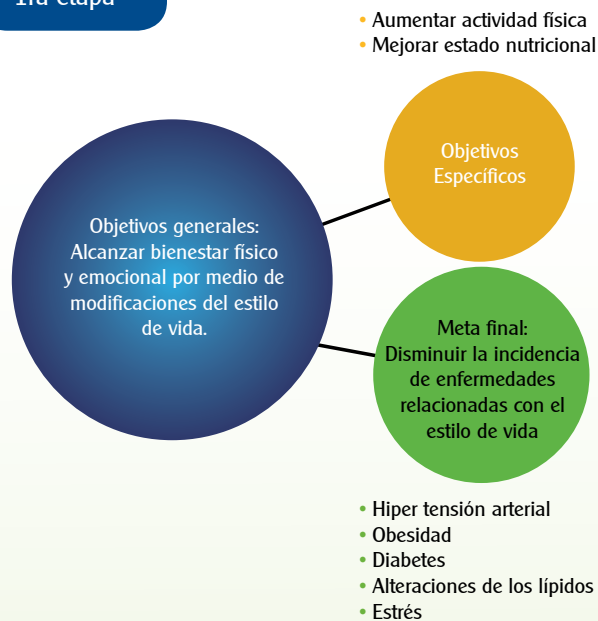 1ra etapa
• Aumentar actividad física
• Mejorar estado nutricional
Objetivos
Específicos
Objetivos generales:
Alcanzar bienestar físico
y emocional por medio de
modificaciones del estilo
de vida.
Meta final:
Disminuir la incidencia
de enfermedades
relacionadas con el
estilo de vida
• Hiper tensión arterial
• Obesidad
• Diabetes
• Alteraciones de los lípidos
• Estrés